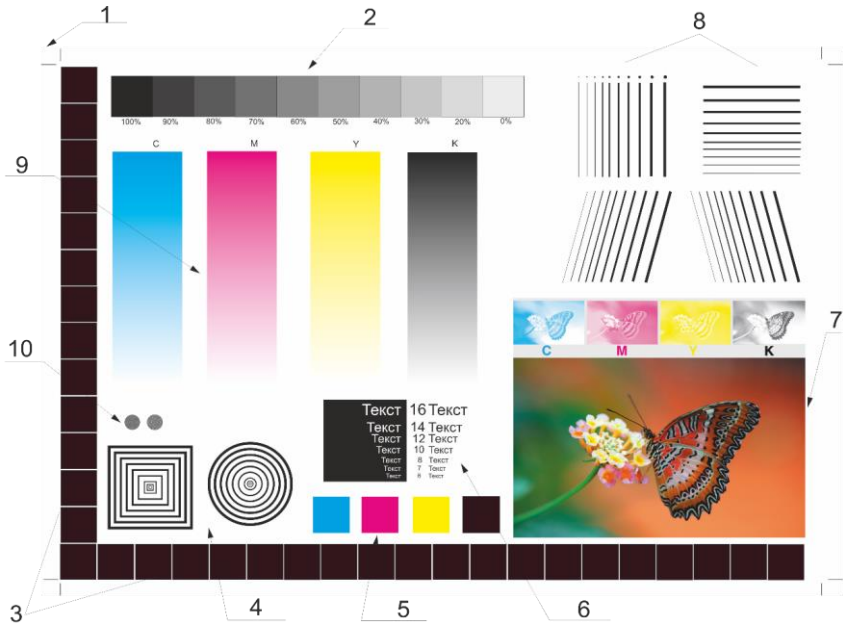 1
2
8
100% 90% 80% 70% 60% 50% 40% 30% 20% 0%
C M Y K
9
7
C M Y K
10
Текст 16 Текст
Текст 14 Текст
Текст 12 Текст
Текст 10 Текст
Текст 8 Текст
Текст 7 Текст
Текст 6 Текст
3
4
5
6